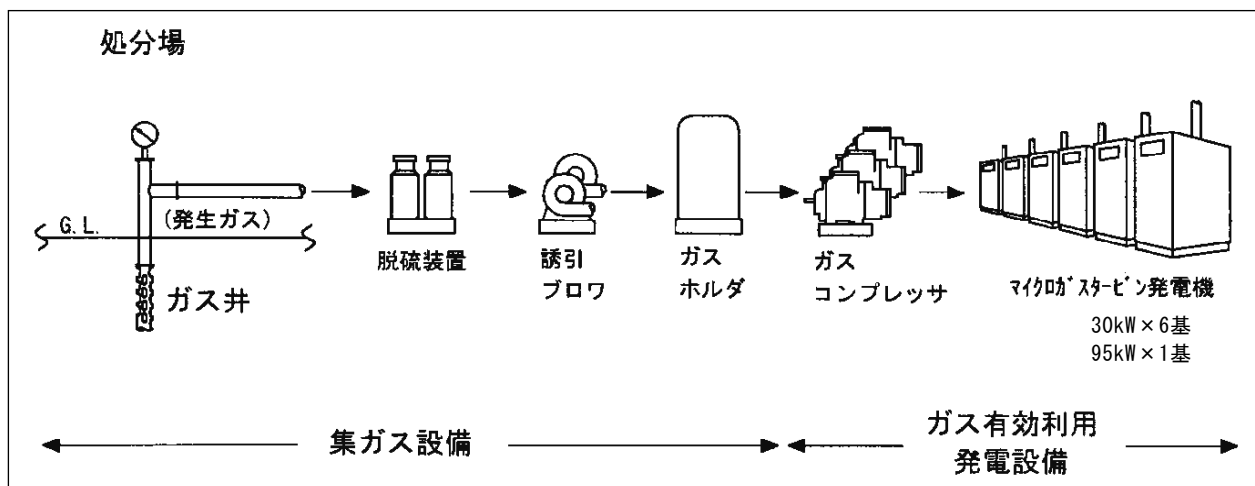 処分場
G.L.
(発生ガス)
ガス井
脱硫装置
誘引
ブロワ
ガス
ホルダ
ガス
コンプレッサ
ﾏｲｸﾛｶﾞｽﾀｰﾋﾞﾝ発電機
30kW×6基
95kW×1基
集ガス設備
ガス有効利用
発電設備